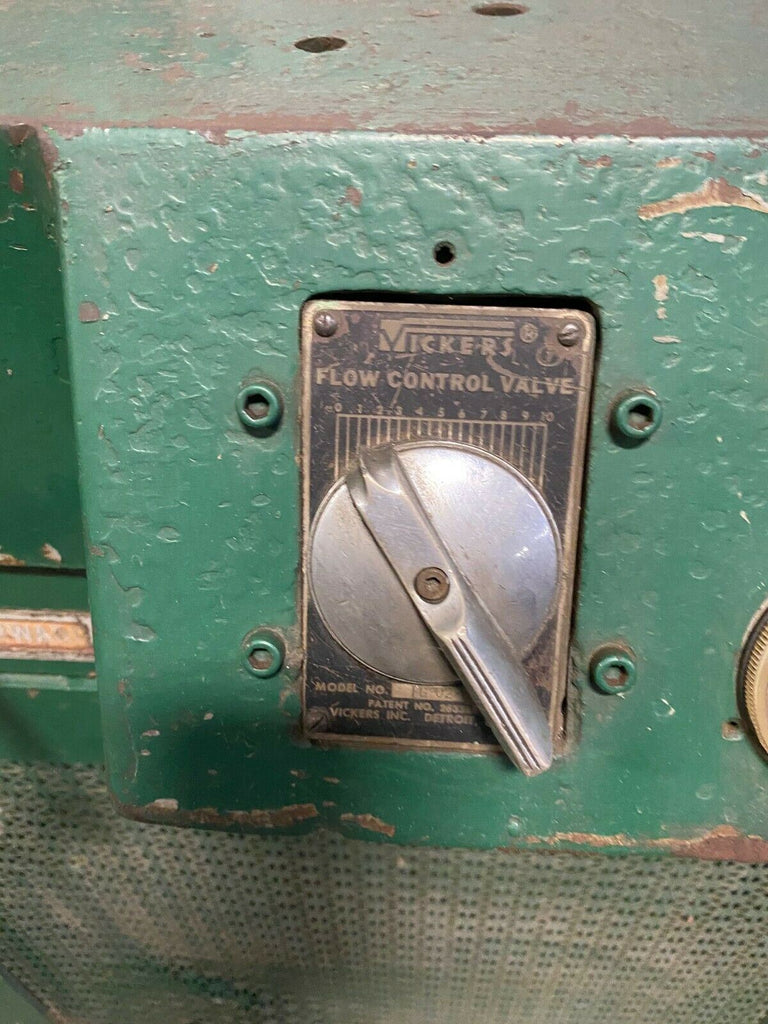 VICKERS ®
FLOW CONTROL VALVE
0 1 2 3 4 5 6 7 8 9 10
MODEL NO.
PATENT NO.
VICKERS INC. DETROIT